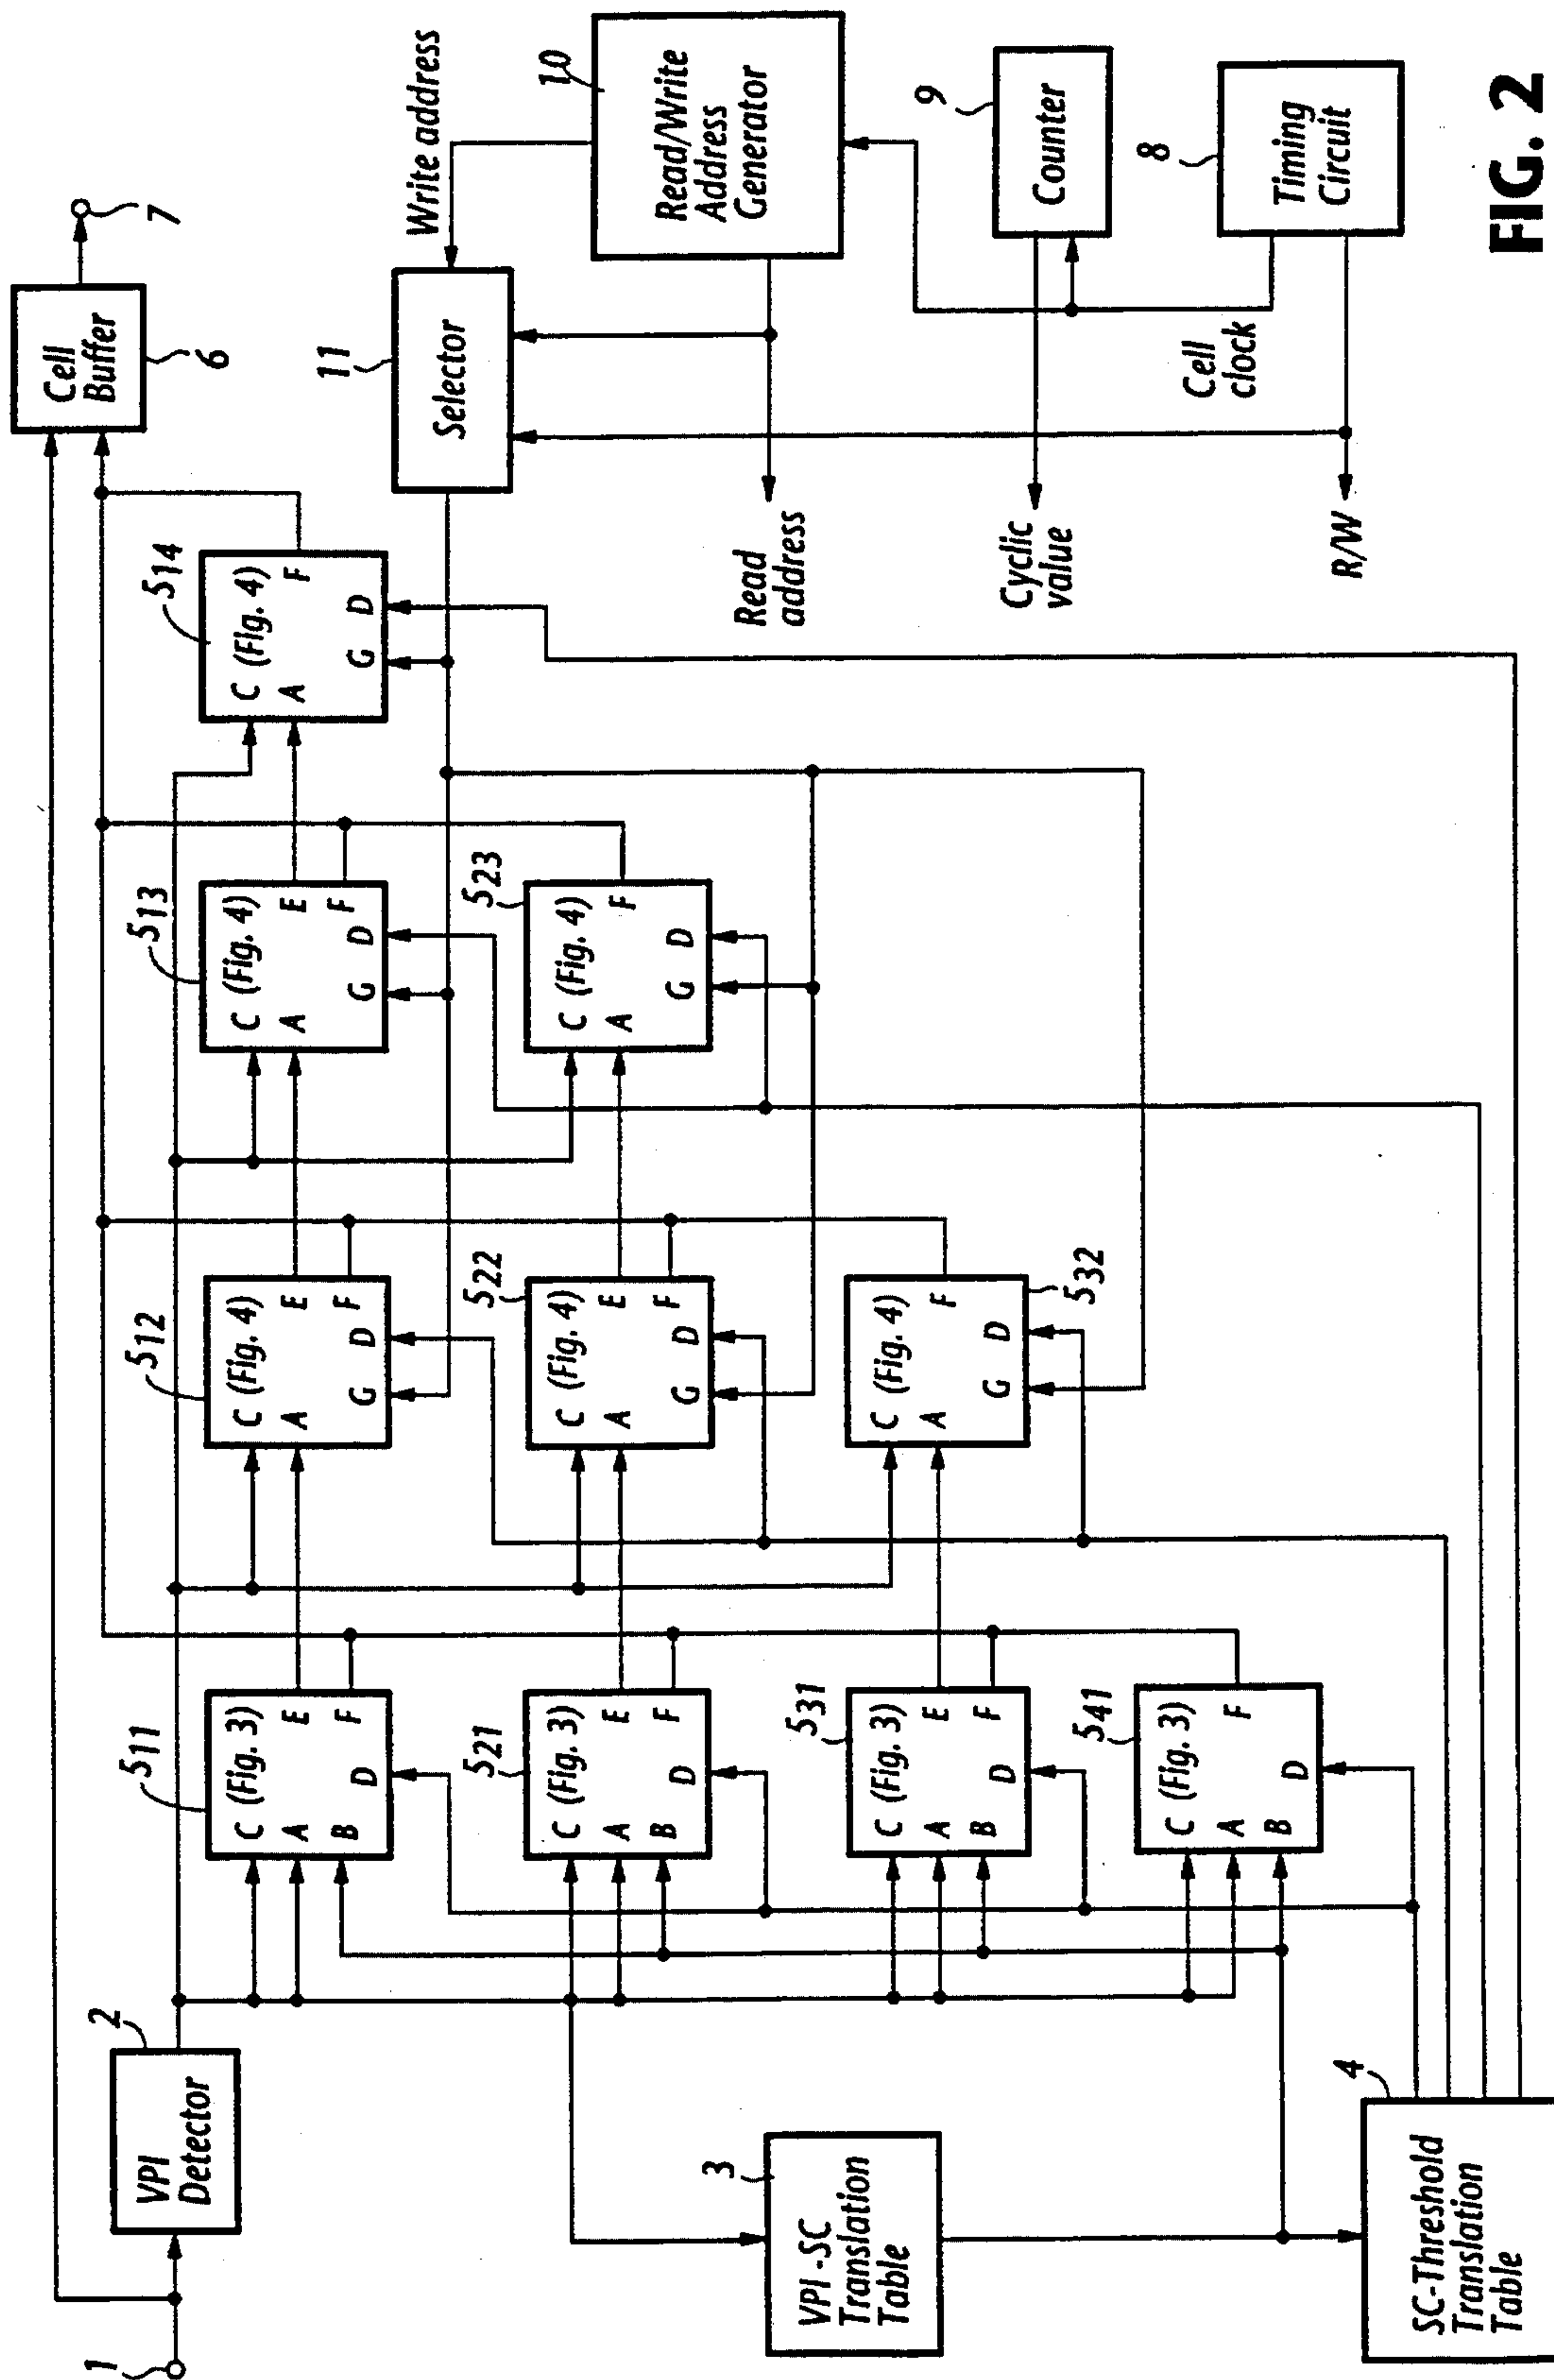 1
VPI
Detector
2
VPI-SC
Translation
Table
3
SC-Threshold
Translation
Table
4
511
C (Fig. 3)
A
B
D
E
F
521
C (Fig. 3)
A
B
D
E
F
531
C (Fig. 3)
A
B
D
E
F
541
C (Fig. 3)
A
B
D
F
512
C (Fig. 4)
A
G
D
E
F
522
C (Fig. 4)
A
G
D
E
F
532
C (Fig. 4)
A
G
D
F
513
C (Fig. 4)
A
G
D
E
F
523
C (Fig. 4)
A
G
D
F
514
C (Fig. 4)
A
G
D
F
Cell
Buffer
6
7
11
Selector
Write address
10
Read/Write
Address
Generator
Read
address
9
Counter
Cyclic
value
8
Timing
Circuit
Cell
clock
R/W
FIG. 2